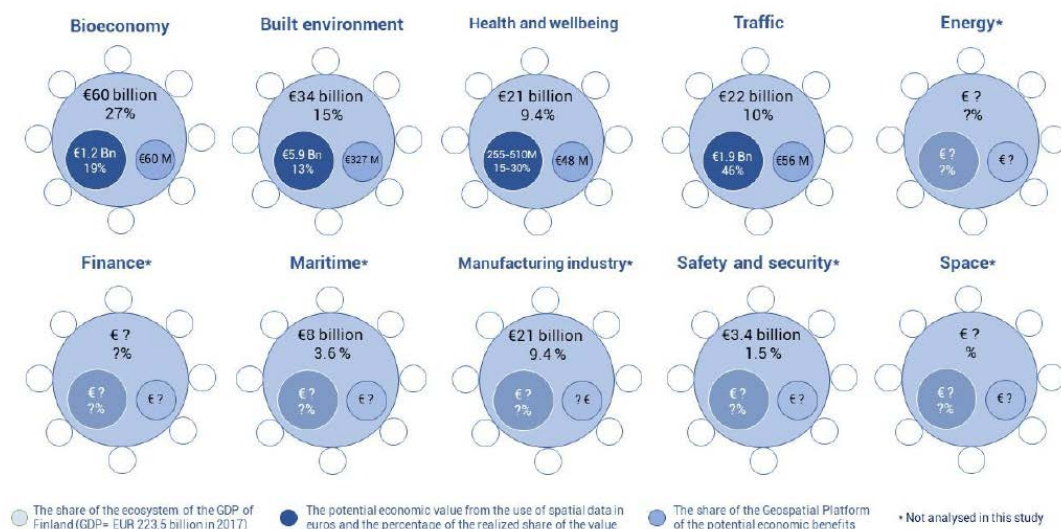 Bioeconomy
€60 billion
27%
€1.2 Bn
19%
€60 M
Built environment
€34 billion
15%
€5.9 Bn
13%
€327 M
Health and wellbeing
€21 billion
9.4%
255-510M
15-30%
€48 M
Traffic
€22 billion
10%
€1.9 Bn
46%
€56 M
Energy*
€ ?
?%
€ ?
?%
€ ?
Finance*
€ ?
?%
€ ?
?%
€ ?
Maritime*
€8 billion
3.6 %
€ ?
?%
€ ?
Manufacturing industry*
€21 billion
9.4 %
€ ?
?%
? €
Safety and security*
€3.4 billion
1.5 %
€ ?
?%
€ ?
Space*
€ ?
%
€ ?
?%
€ ?
The share of the ecosystem of the GDP of
Finland (GDP= EUR 223.5 billion in 2017)
The potential economic value from the use of spatial data in
euros and the percentage of the realized share of the value
The share of the Geospatial Platform
of the potential economic benefits
* Not analysed in this study